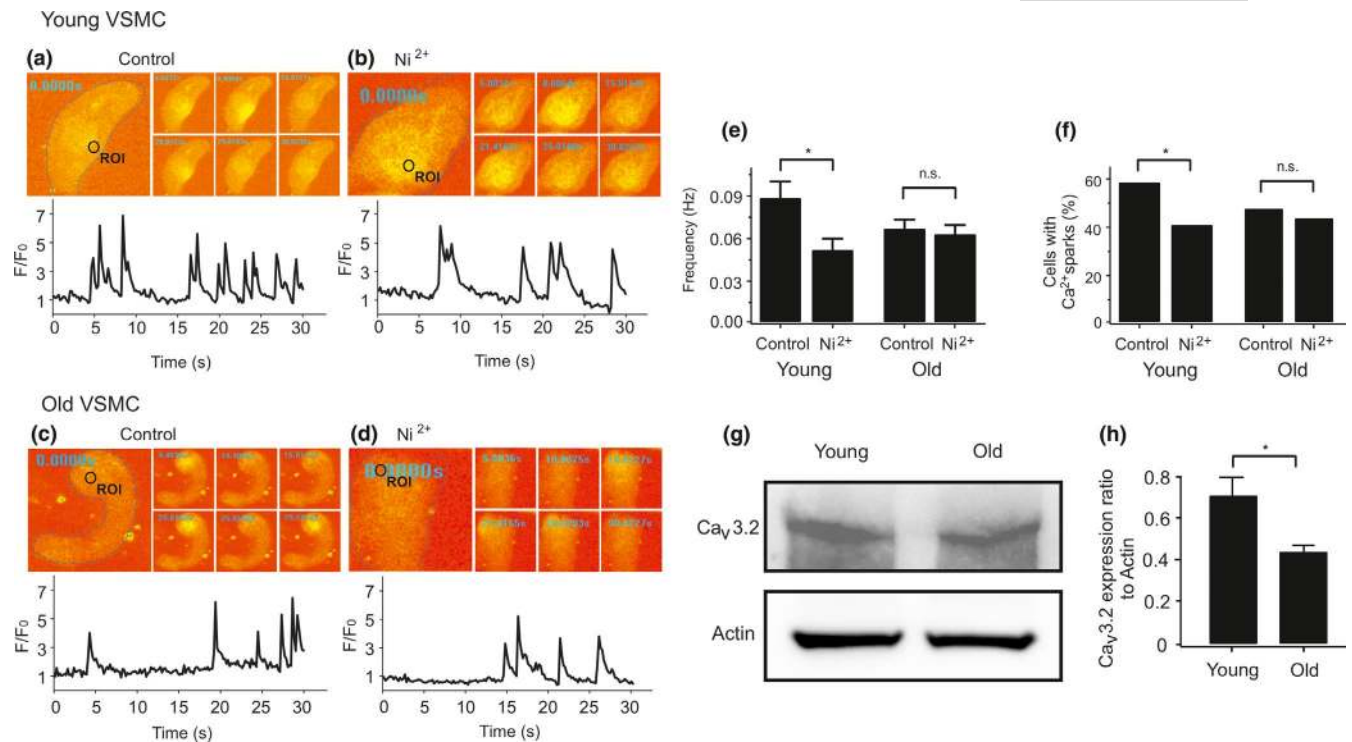 Young VSMC
(a) Control
0.0000s
ROI
F/F0
7
5
3
1
0 5 10 15 20 25 30
Time (s)
(b) Ni2+
0.0000s
ROI
F/F0
7
5
3
1
0 5 10 15 20 25 30
Time (s)
Old VSMC
(c) Control
0.0000s
ROI
F/F0
7
5
3
1
0 5 10 15 20 25 30
Time (s)
(d) Ni2+
0.0000s
ROI
F/F0
7
5
3
1
0 5 10 15 20 25 30
Time (s)
(e)
* n.s.
Frequency (Hz)
0.09
0.06
0.03
0.00
Control Ni2+ Control Ni2+
Young Old
(f)
* n.s.
Cells with
Ca2+sparks (%)
60
40
20
0
Control Ni2+ Control Ni2+
Young Old
(g)
Young Old
Cav3.2
Actin
(h)
*
Cav3.2 expression ratio
to Actin
0.8
0.6
0.4
0.2
0
Young Old